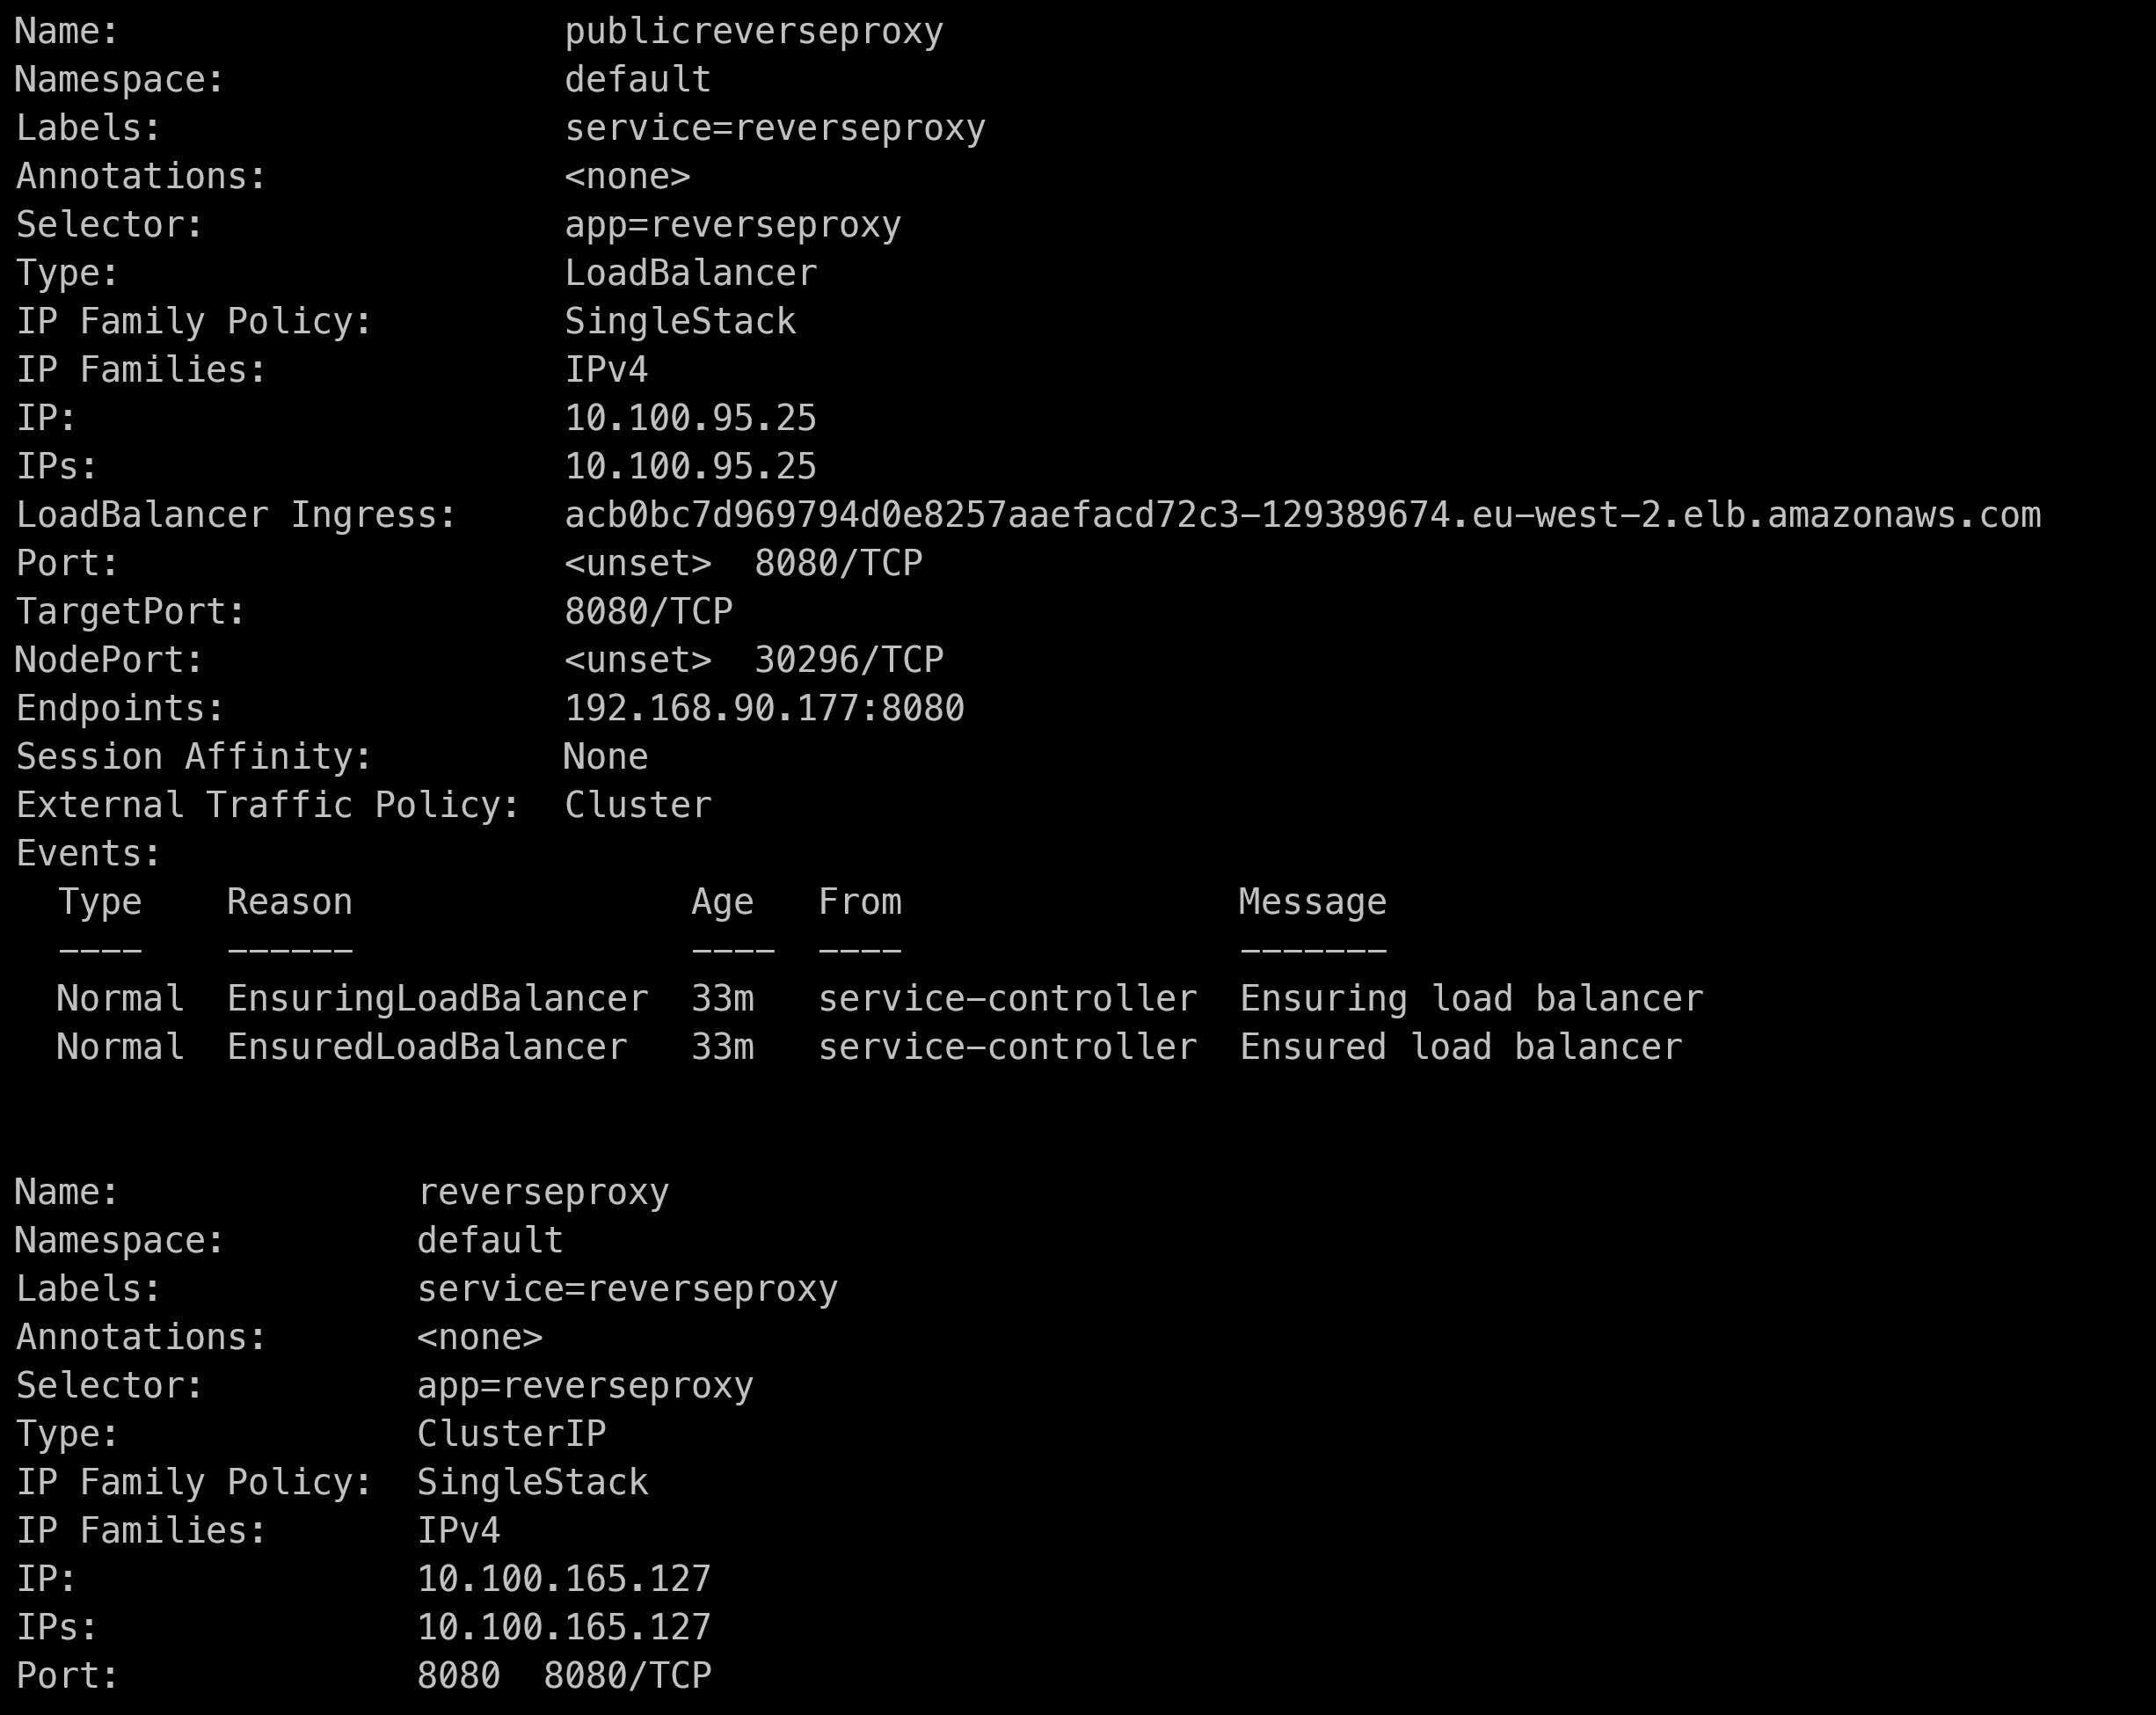 Name:                     publicreverseproxy
Namespace:                default
Labels:                   service=reverseproxy
Annotations:              <none>
Selector:                 app=reverseproxy
Type:                     LoadBalancer
IP Family Policy:         SingleStack
IP Families:              IPv4
IP:                       10.100.95.25
IPs:                      10.100.95.25
LoadBalancer Ingress:     acb0bc7d969794d0e8257aaefacd72c3-129389674.eu-west-2.elb.amazonaws.com
Port:                     <unset>  8080/TCP
TargetPort:               8080/TCP
NodePort:                 <unset>  30296/TCP
Endpoints:                192.168.90.177:8080
Session Affinity:         None
External Traffic Policy:  Cluster
Events:
  Type    Reason                Age   From                Message
  ----    ------                ----  ----                -------
  Normal  EnsuringLoadBalancer  33m   service-controller  Ensuring load balancer
  Normal  EnsuredLoadBalancer   33m   service-controller  Ensured load balancer
Name:              reverseproxy
Namespace:         default
Labels:            service=reverseproxy
Annotations:       <none>
Selector:          app=reverseproxy
Type:              ClusterIP
IP Family Policy:  SingleStack
IP Families:       IPv4
IP:                10.100.165.127
IPs:               10.100.165.127
Port:              8080  8080/TCP